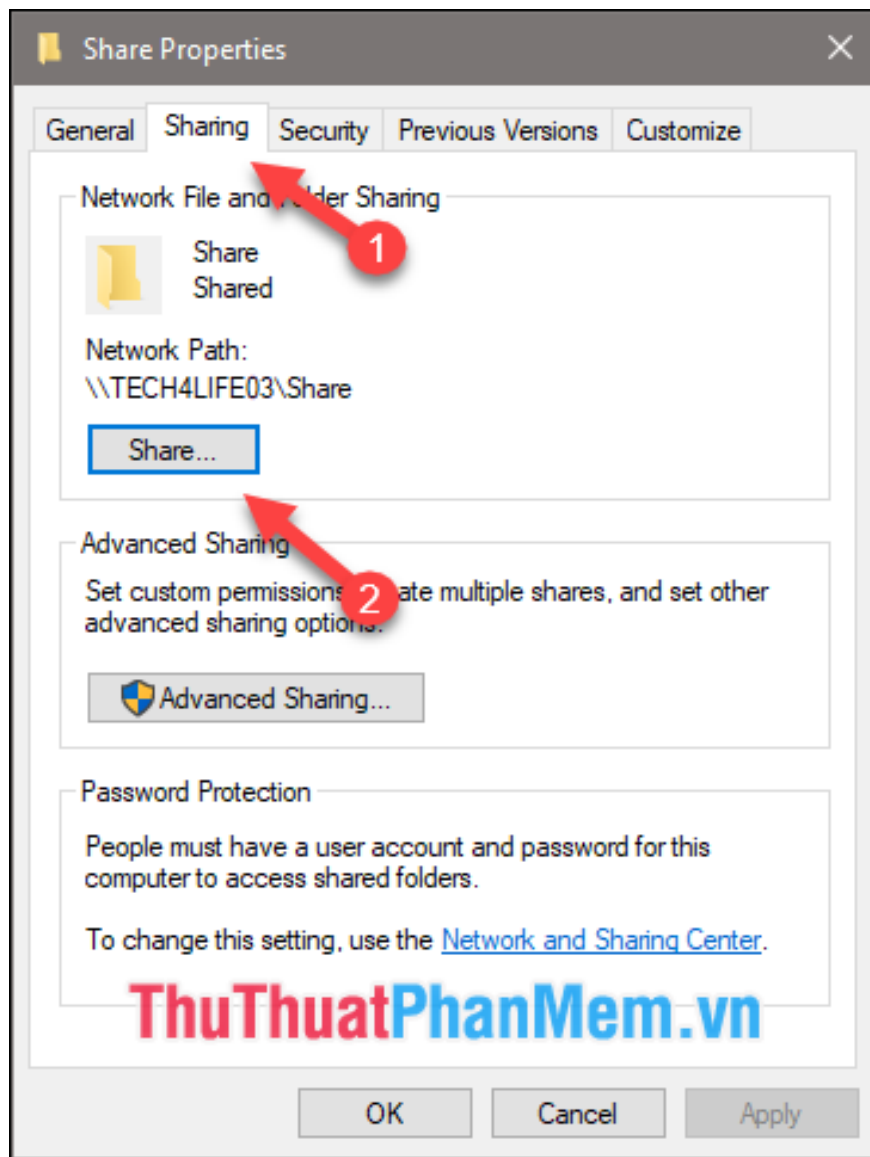 Share Properties
General Sharing Security Previous Versions Customize
Network File and Folder Sharing
1
Share
Shared
Network Path:
\\TECH4LIFE03\Share
Share...
Advanced Sharing
Set custom permissions, 2 ate multiple shares, and set other
advanced sharing options.
Advanced Sharing...
Password Protection
People must have a user account and password for this
computer to access shared folders.
To change this setting, use the Network and Sharing Center.
ThuThuatPhanMem.vn
OK Cancel Apply